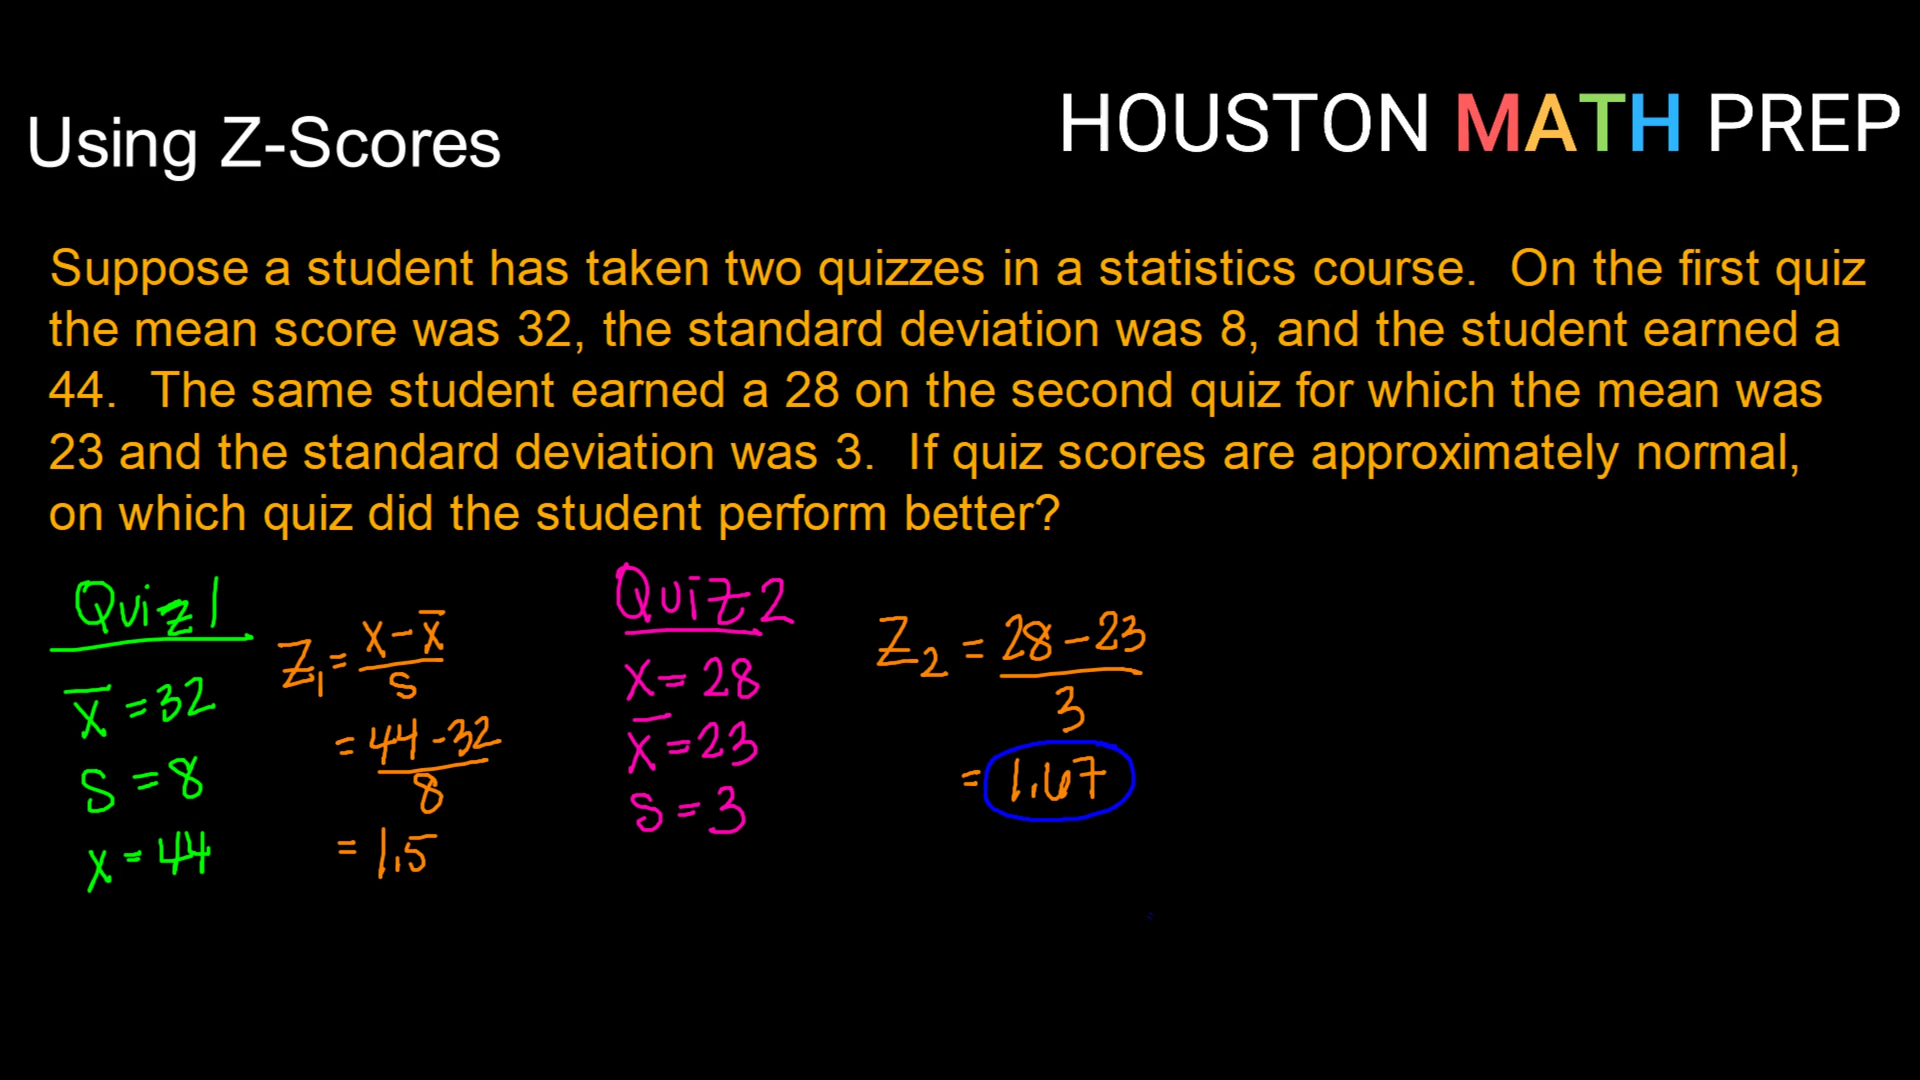 Using Z-Scores
HOUSTON MATH PREP
Suppose a student has taken two quizzes in a statistics course. On the first quiz
the mean score was 32, the standard deviation was 8, and the student earned a
44. The same student earned a 28 on the second quiz for which the mean was
23 and the standard deviation was 3. If quiz scores are approximately normal,
on which quiz did the student perform better?
Quiz 1
x̅ = 32
S = 8
x = 44
Z₁ = x - x̅
s
= 44 - 32
8
= 1.5
Quiz 2
x = 28
x̅ = 23
s = 3
Z₂ = 28 - 23
3
= 1.67